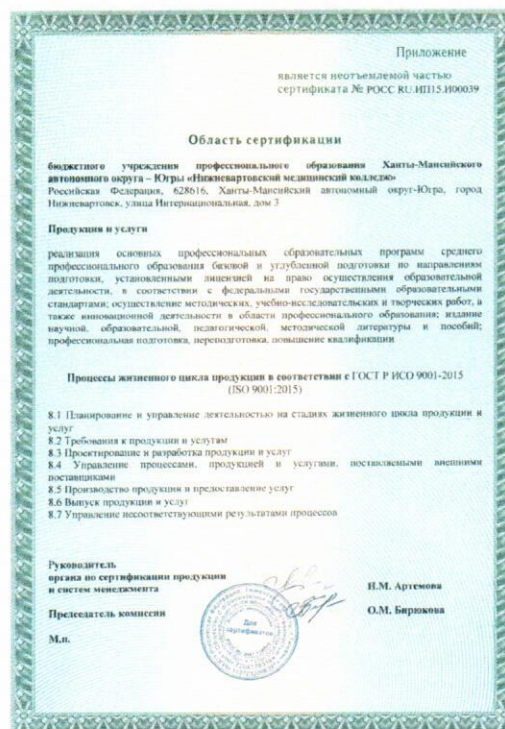 Приложение
является неотъемлемой частью
сертификата № РОСС RU.ИП15.И00039
Область сертификации
бюджетного учреждения профессионального образования Ханты-Мансийского
автономного округа – Югры «Нижневартовский медицинский колледж»
Российская Федерация, 628616, Ханты-Мансийский автономный округ-Югра, город
Нижневартовск, улица Интернациональная, дом 3
Продукция и услуги
реализация основных профессиональных образовательных программ среднего
профессионального образования базовой и углубленной подготовки по направлениям
подготовки, установленными лицензией на право осуществления образовательной
деятельности, в соответствии с федеральными государственными образовательными
стандартами; осуществление методических, учебно-исследовательских и творческих работ, а
также инновационной деятельности в области профессионального образования; издание
научной, образовательной, педагогической, методической литературы и пособий;
профессиональная подготовка, переподготовка, повышение квалификации
Процессы жизненного цикла продукции в соответствии с ГОСТ Р ИСО 9001-2015
(ISO 9001:2015)
8.1 Планирование и управление деятельностью на стадиях жизненного цикла продукции и
услуг
8.2 Требования к продукции и услугам
8.3 Проектирование и разработка продукции и услуг
8.4 Управление процессами, продукцией и услугами, поставляемыми внешними
поставщиками
8.5 Производство продукции и предоставление услуг
8.6 Выпуск продукции и услуг
8.7 Управление несоответствующими результатами процессов
Руководитель
органа по сертификации продукции
и систем менеджмента И.М. Артемова
Председатель комиссии О.М. Бирюкова
М.п.
Для
сертификатов